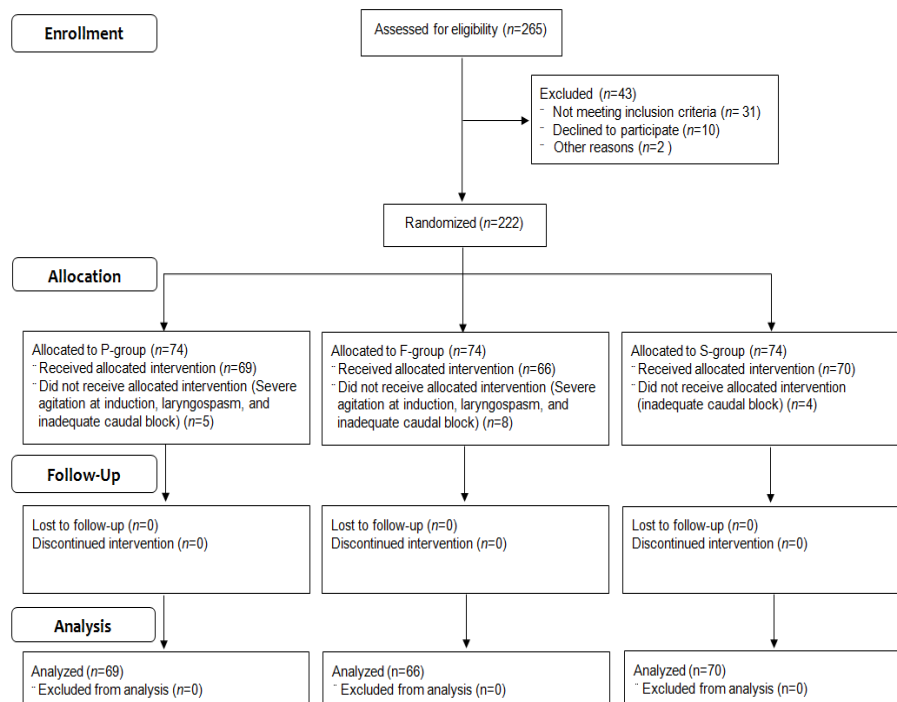 Enrollment
Assessed for eligibility (n=265)
Excluded (n=43)
¨ Not meeting inclusion criteria (n= 31)
¨ Declined to participate (n=10)
¨ Other reasons (n=2 )
Randomized (n=222)
Allocation
Allocated to P-group (n=74)
¨ Received allocated intervention (n=69)
¨ Did not receive allocated intervention (Severe
agitation at induction, laryngospasm, and
inadequate caudal block) (n=5)
Allocated to F-group (n=74)
¨ Received allocated intervention (n=66)
¨ Did not receive allocated intervention (Severe
agitation at induction, laryngospasm, and
inadequate caudal block) (n=8)
Allocated to S-group (n=74)
¨ Received allocated intervention (n=70)
¨ Did not receive allocated intervention
(inadequate caudal block) (n=4)
Follow-Up
Lost to follow-up (n=0)
Discontinued intervention (n=0)
Lost to follow-up (n=0)
Discontinued intervention (n=0)
Lost to follow-up (n=0)
Discontinued intervention (n=0)
Analysis
Analyzed (n=69)
¨ Excluded from analysis (n=0)
Analyzed (n=66)
¨ Excluded from analysis (n=0)
Analyzed (n=70)
¨ Excluded from analysis (n=0)